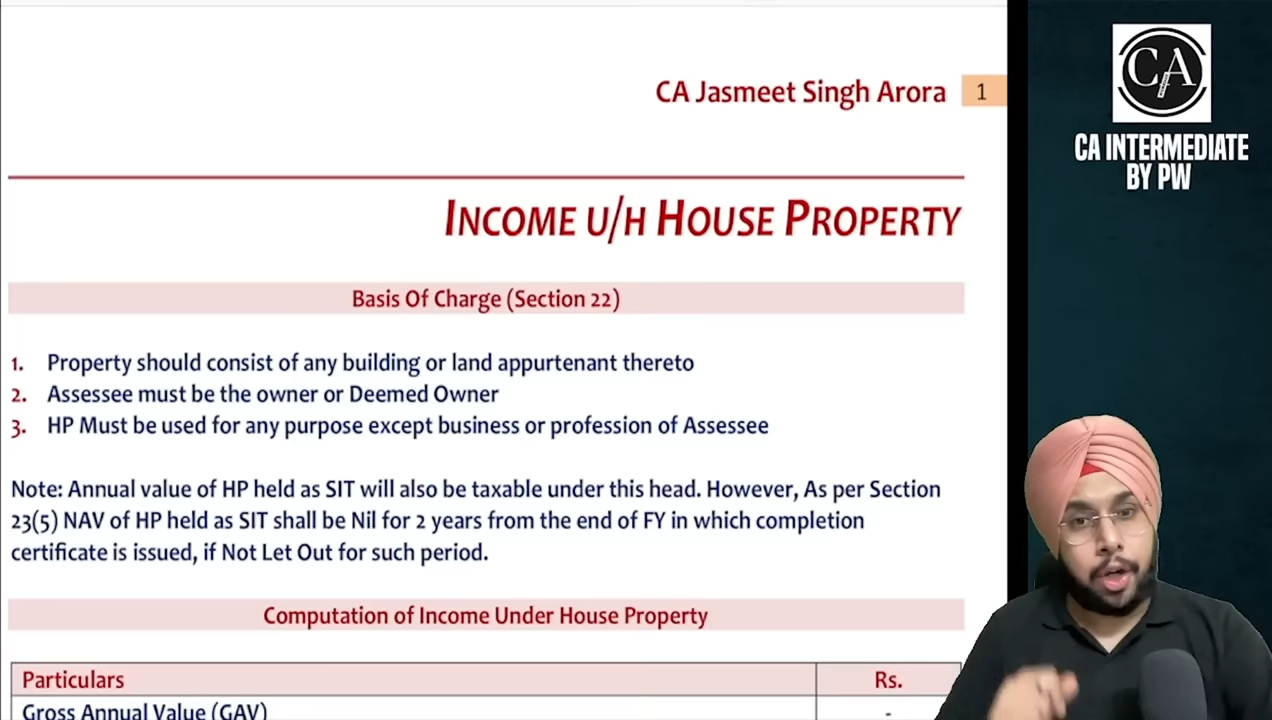 CA Jasmeet Singh Arora 1
INCOME U/H HOUSE PROPERTY
Basis Of Charge (Section 22)
1. Property should consist of any building or land appurtenant thereto
2. Assessee must be the owner or Deemed Owner
3. HP Must be used for any purpose except business or profession of Assessee
Note: Annual value of HP held as SIT will also be taxable under this head. However, As per Section
23(5) NAV of HP held as SIT shall be Nil for 2 years from the end of FY in which completion
certificate is issued, if Not Let Out for such period.
Computation of Income Under House Property
Particulars Rs.
Gross Annual Value (GAV) -
CA
CA INTERMEDIATE
BY PW